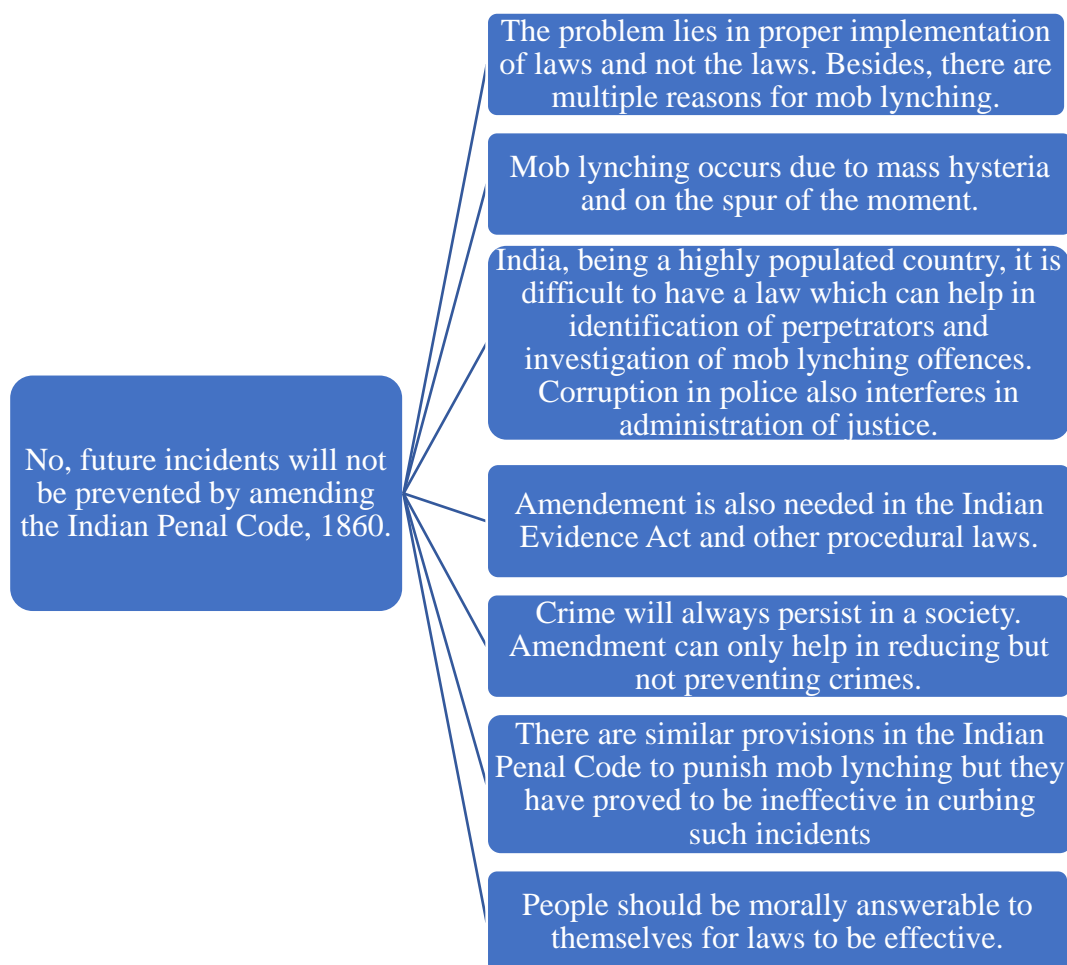 No, future incidents will not
be prevented by amending
the Indian Penal Code, 1860.
The problem lies in proper implementation
of laws and not the laws. Besides, there are
multiple reasons for mob lynching.
Mob lynching occurs due to mass hysteria
and on the spur of the moment.
India, being a highly populated country, it is
difficult to have a law which can help in
identification of perpetrators and
investigation of mob lynching offences.
Corruption in police also interferes in
administration of justice.
Amendement is also needed in the Indian
Evidence Act and other procedural laws.
Crime will always persist in a society.
Amendment can only help in reducing but
not preventing crimes.
There are similar provisions in the Indian
Penal Code to punish mob lynching but they
have proved to be ineffective in curbing
such incidents
People should be morally answerable to
themselves for laws to be effective.